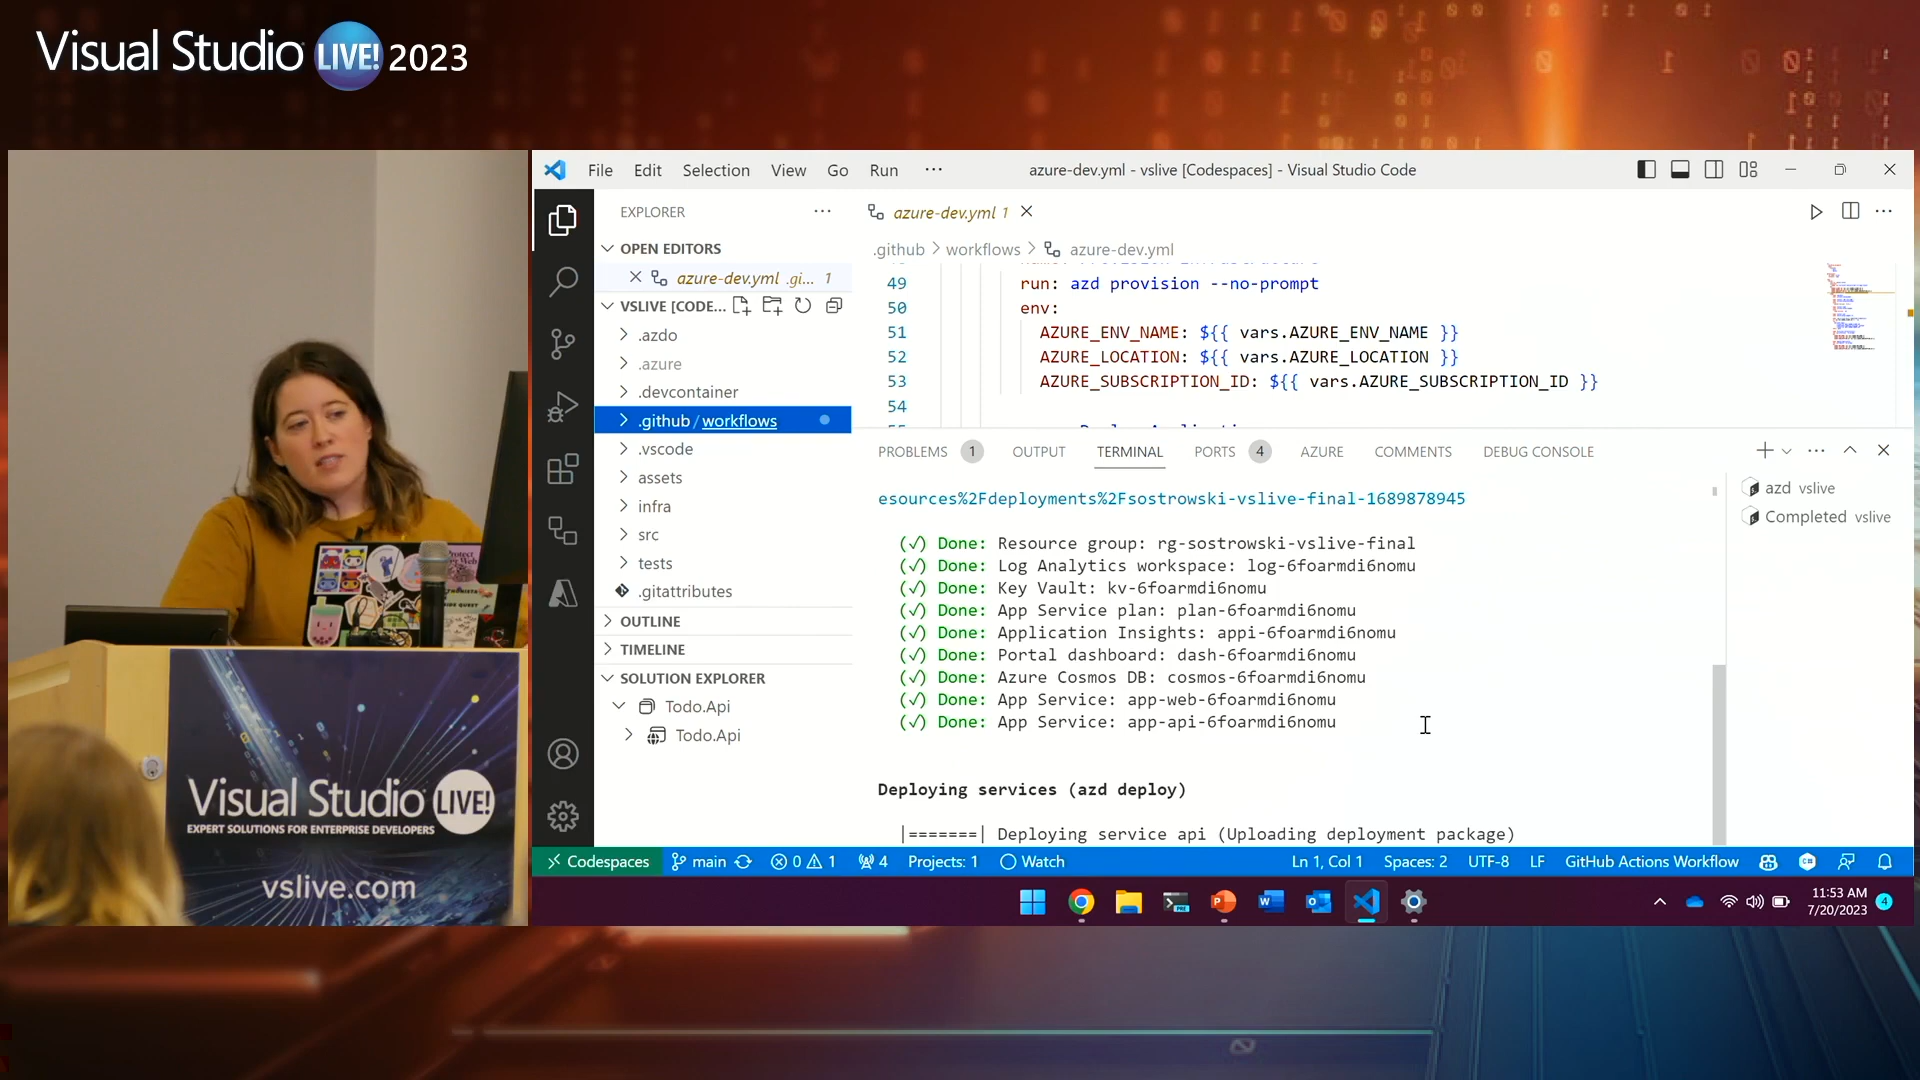 Visual Studio LIVE! 2023
File Edit Selection View Go Run ···
azure-dev.yml - vslive [Codespaces] - Visual Studio Code
EXPLORER
OPEN EDITORS
azure-dev.yml .gi... 1
VSLIVE [CODE...
.azdo
.azure
.devcontainer
.github / workflows
.vscode
assets
infra
src
tests
.gitattributes
OUTLINE
TIMELINE
SOLUTION EXPLORER
Todo.Api
Todo.Api
azure-dev.yml 1
.github > workflows > azure-dev.yml
49 run: azd provision --no-prompt
50 env:
51 AZURE_ENV_NAME: ${{ vars.AZURE_ENV_NAME }}
52 AZURE_LOCATION: ${{ vars.AZURE_LOCATION }}
53 AZURE_SUBSCRIPTION_ID: ${{ vars.AZURE_SUBSCRIPTION_ID }}
54
PROBLEMS 1 OUTPUT TERMINAL PORTS 4 AZURE COMMENTS DEBUG CONSOLE
esources%2Fdeployments%2Fsostrowski-vslive-final-1689878945
(✓) Done: Resource group: rg-sostrowski-vslive-final
(✓) Done: Log Analytics workspace: log-6foarmdi6nomu
(✓) Done: Key Vault: kv-6foarmdi6nomu
(✓) Done: App Service plan: plan-6foarmdi6nomu
(✓) Done: Application Insights: appi-6foarmdi6nomu
(✓) Done: Portal dashboard: dash-6foarmdi6nomu
(✓) Done: Azure Cosmos DB: cosmos-6foarmdi6nomu
(✓) Done: App Service: app-web-6foarmdi6nomu
(✓) Done: App Service: app-api-6foarmdi6nomu
Deploying services (azd deploy)
|=======| Deploying service api (Uploading deployment package)
azd vslive
Completed vslive
Codespaces main 0 1 4 Projects: 1 Watch
Ln 1, Col 1 Spaces: 2 UTF-8 LF GitHub Actions Workflow
11:53 AM
7/20/2023
4
Visual Studio LIVE!
EXPERT SOLUTIONS FOR ENTERPRISE DEVELOPERS
vslive.com